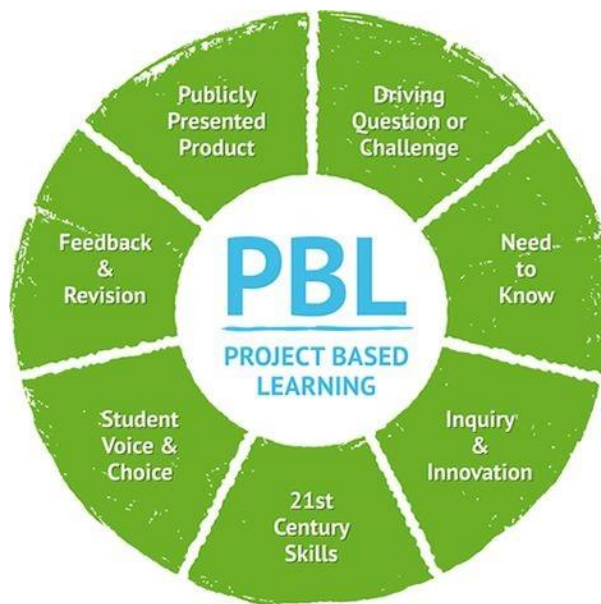 PBL
PROJECT BASED
LEARNING
Driving
Question or
Challenge
Need
to
Know
Inquiry
&
Innovation
21st
Century
Skills
Student
Voice &
Choice
Feedback
&
Revision
Publicly
Presented
Product